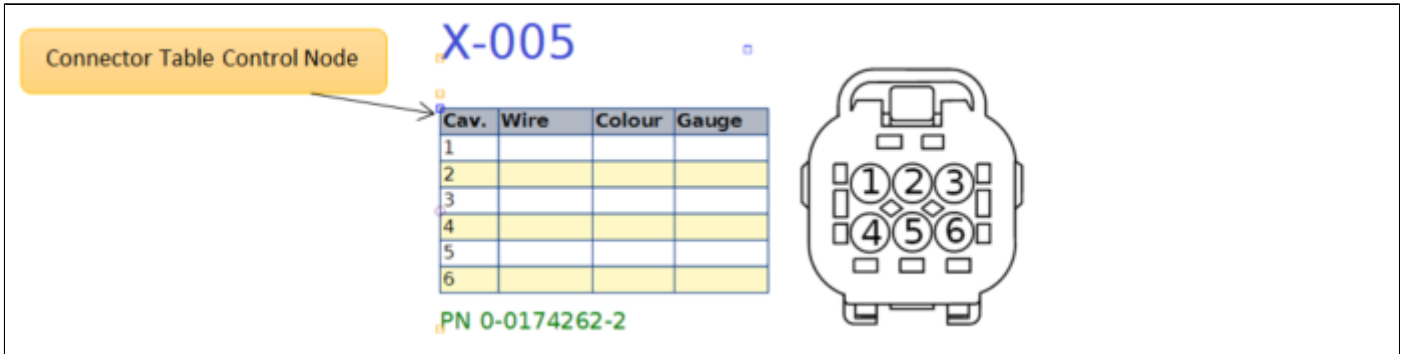 X-005
Connector Table Control Node
Cav. Wire Colour Gauge
1
2
3
4
5
6
1 2 3
4 5 6
PN 0-0174262-2